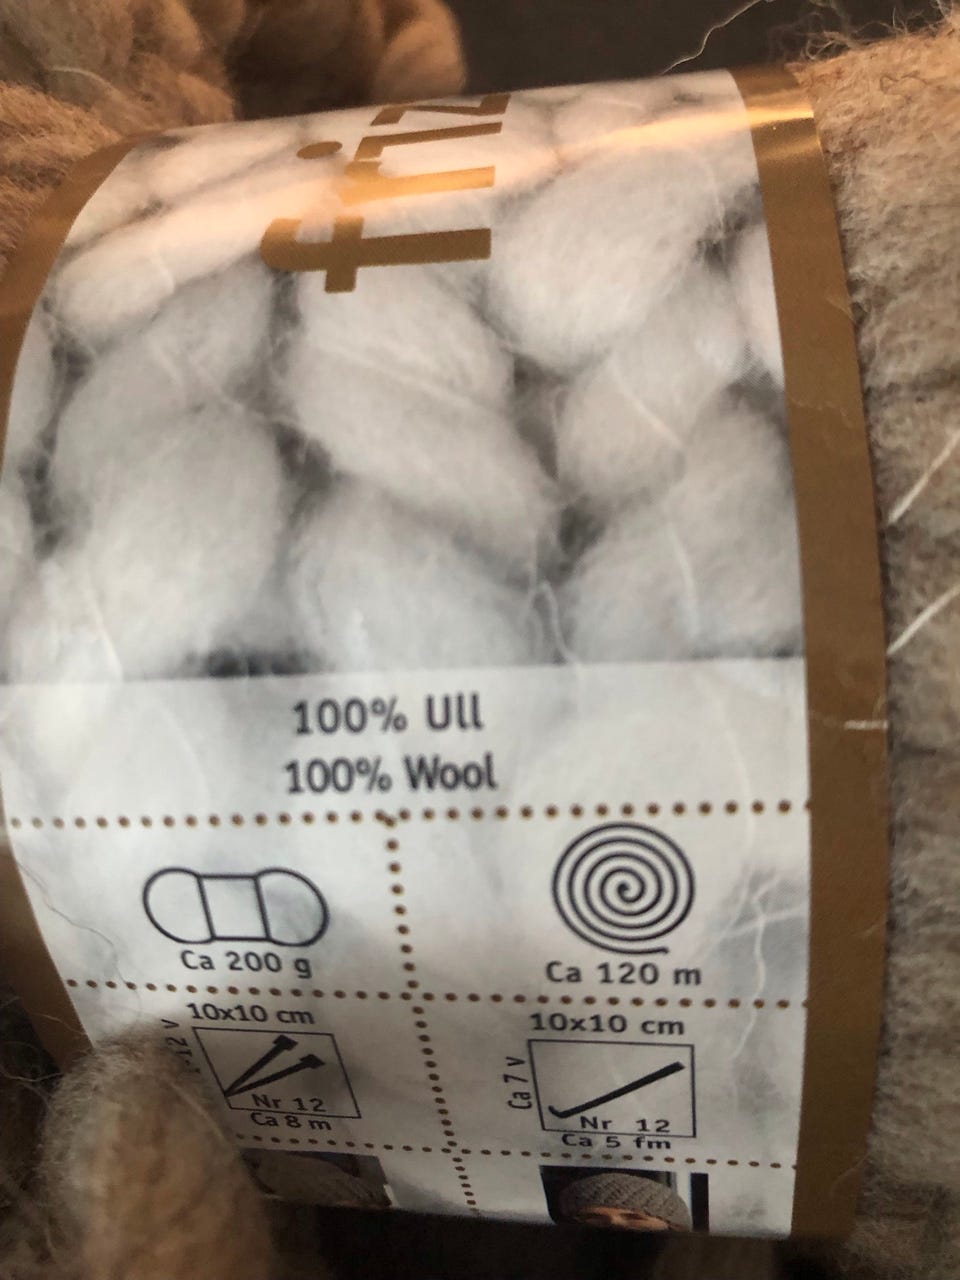 friz
100% Ull
100% Wool
Ca 200 g
Ca 120 m
10x10 cm
Nr 12
Ca 8 m
10x10 cm
Ca 7 v
Nr 12
Ca 5 fm